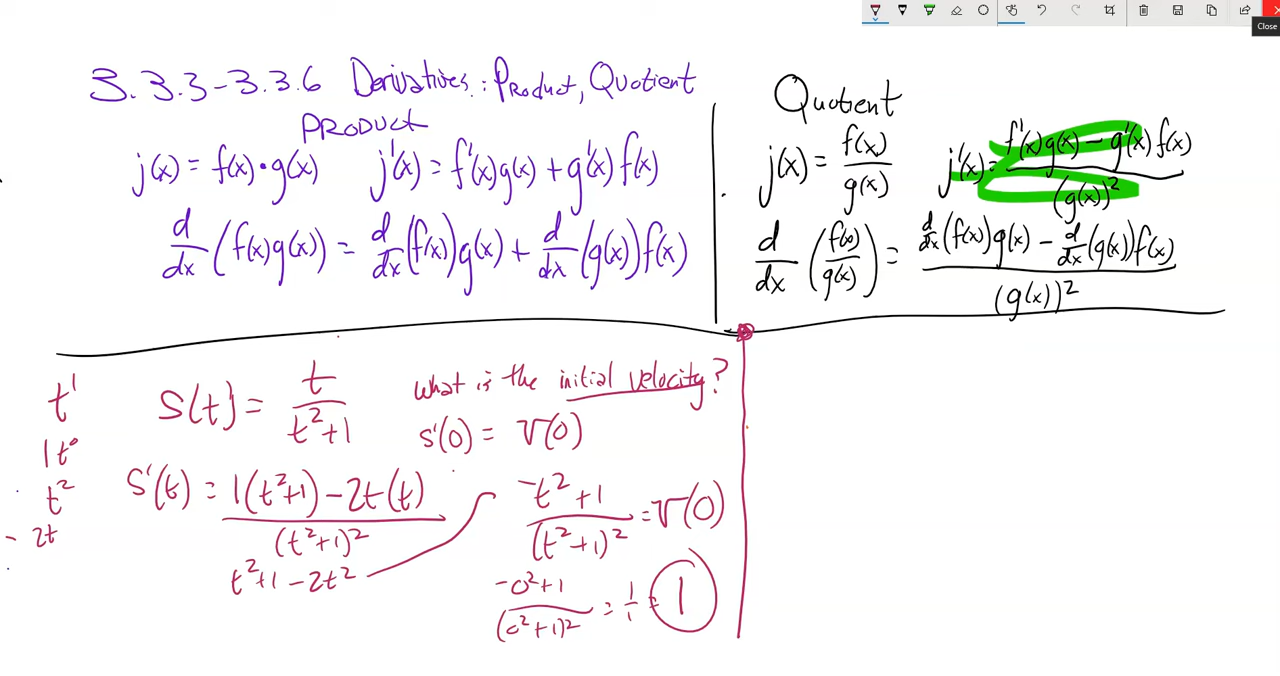 Close
3.3.3-3.3.6 Derivatives: Product, Quotient
PRODUCT
j(x) = f(x)•g(x)   j'(x) = f'(x)g(x) + g'(x)f(x)
d/dx (f(x)g(x)) = d/dx (f(x))g(x) + d/dx (g(x))f(x)
Quotient
j(x) = f(x)/g(x)   j'(x) = f'(x)g(x) - g'(x)f(x) / (g(x))²
d/dx (f(x)/g(x)) = d/dx (f(x))g(x) - d/dx (g(x))f(x) / (g(x))²
t¹
1t⁰
t²
2t
S(t) = t / t²+1
S'(t) = 1(t²+1) - 2t(t) / (t²+1)²
t²+1 - 2t²
What is the initial velocity?
s'(0) = V(0)
-t²+1 / (t²+1)² = V(0)
-0²+1 / (0²+1)² = 1/1 = 1